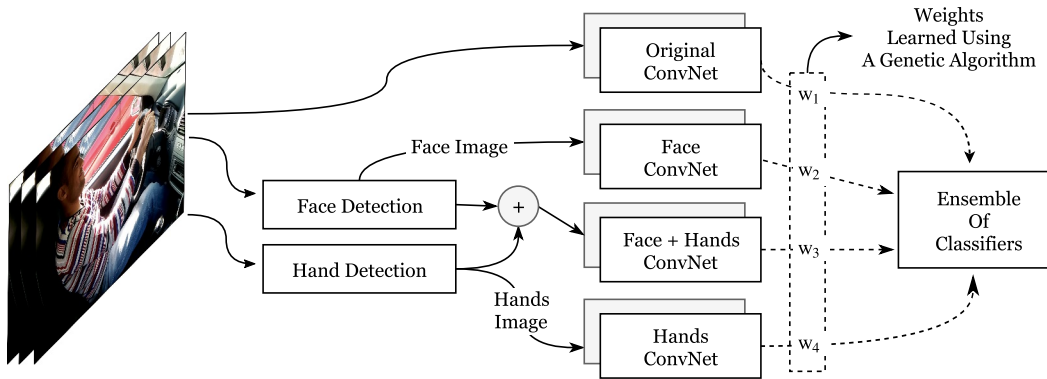 Original
ConvNet
Weights
Learned Using
A Genetic Algorithm
w1
Face Image
Face
ConvNet
w2
Face Detection
+
Ensemble
Of
Classifiers
Face + Hands
ConvNet
w3
Hand Detection
Hands
Image
Hands
ConvNet
w4